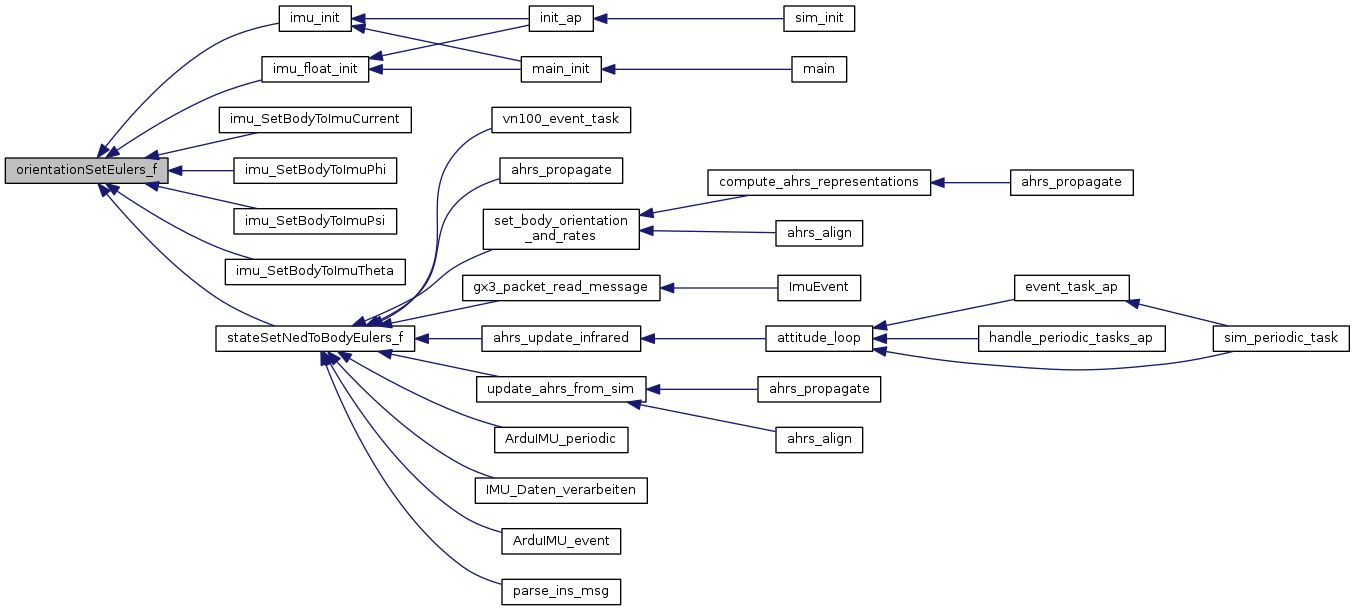 imu_init
init_ap
sim_init
imu_float_init
main_init
main
imu_SetBodyToImuCurrent
vn100_event_task
orientationSetEulers_f
imu_SetBodyToImuPhi
ahrs_propagate
compute_ahrs_representations
ahrs_propagate
imu_SetBodyToImuPsi
set_body_orientation
_and_rates
ahrs_align
imu_SetBodyToImuTheta
gx3_packet_read_message
ImuEvent
event_task_ap
stateSetNedToBodyEulers_f
ahrs_update_infrared
attitude_loop
handle_periodic_tasks_ap
sim_periodic_task
update_ahrs_from_sim
ahrs_propagate
ArduIMU_periodic
ahrs_align
IMU_Daten_verarbeiten
ArduIMU_event
parse_ins_msg